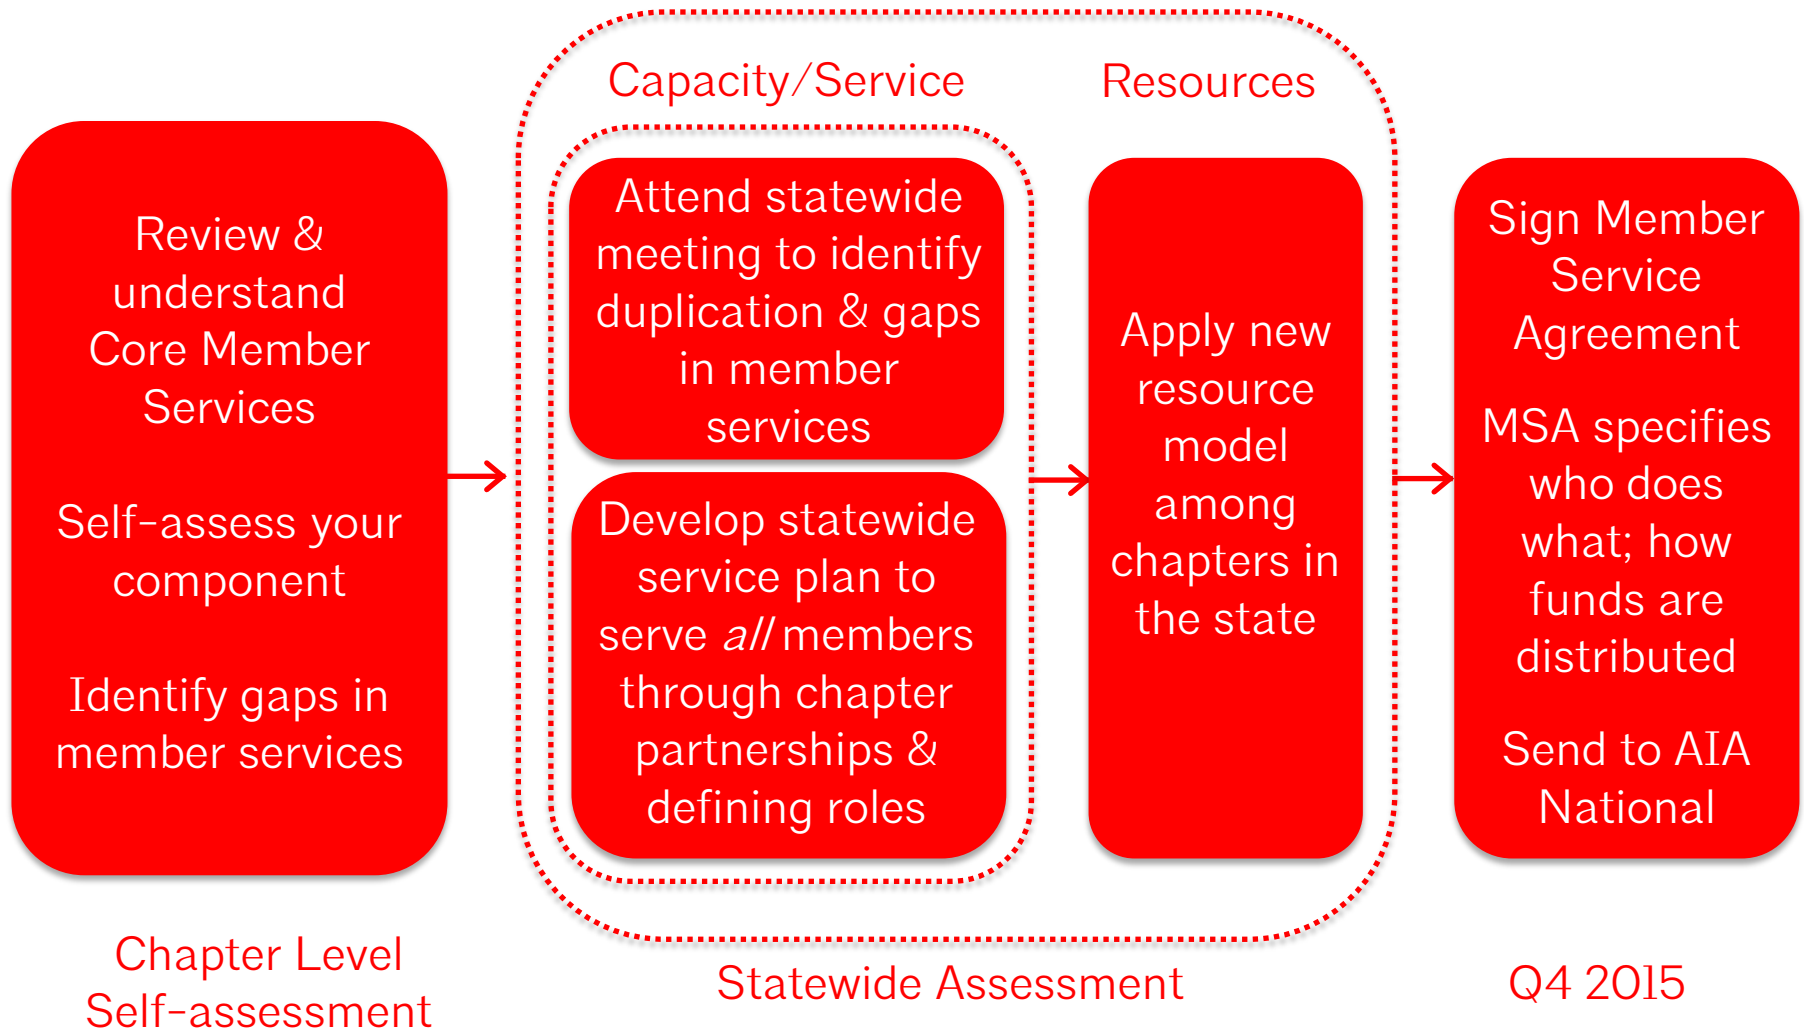 Capacity/Service
Resources
Review &
understand
Core Member
Services
Self-assess your
component
Identify gaps in
member services
Attend statewide
meeting to identify
duplication & gaps
in member
services
Develop statewide
service plan to
serve all members
through chapter
partnerships &
defining roles
Apply new
resource
model
among
chapters in
the state
Sign Member
Service
Agreement
MSA specifies
who does
what; how
funds are
distributed
Send to AIA
National
Chapter Level
Self-assessment
Statewide Assessment
Q4 2015